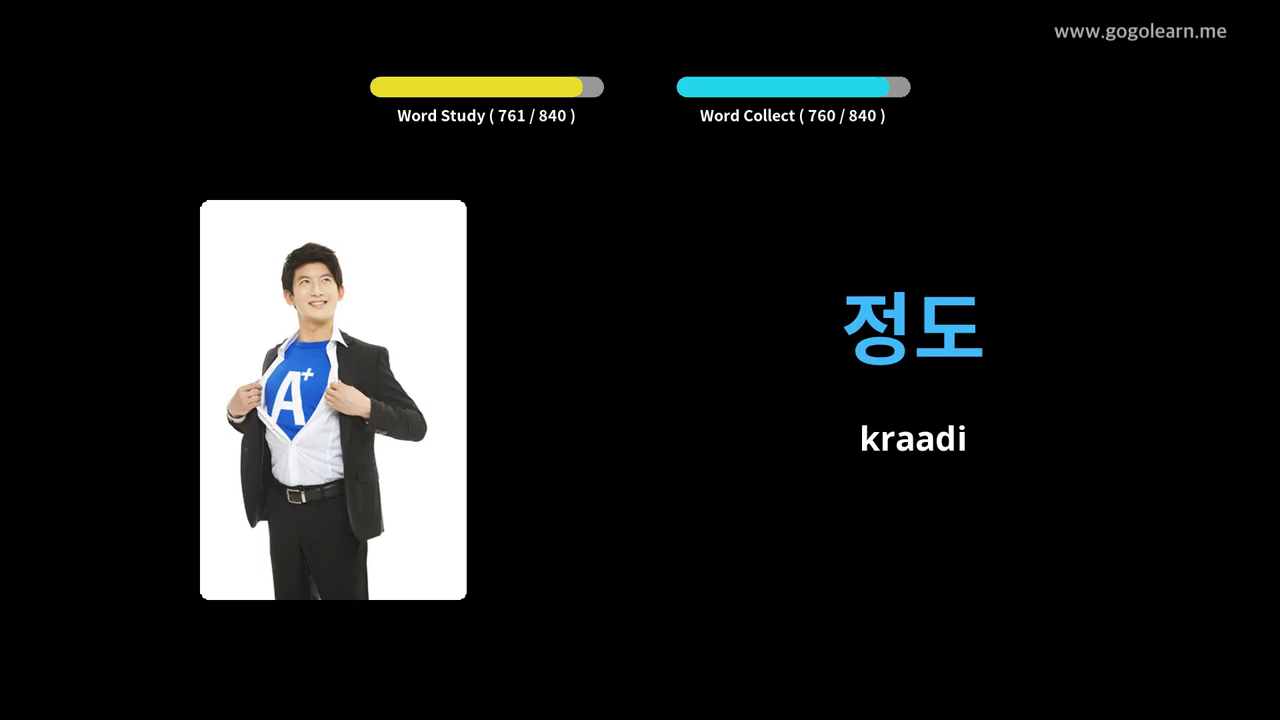 www.gogolearn.me
Word Study ( 761 / 840 )
Word Collect ( 760 / 840 )
A+
정도
kraadi